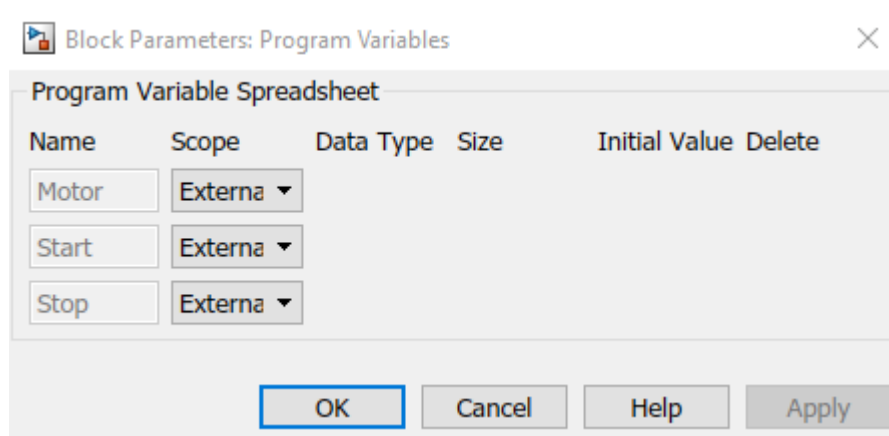 Block Parameters: Program Variables
Program Variable Spreadsheet
Name Scope Data Type Size Initial Value Delete
Motor Externa
Start Externa
Stop Externa
OK Cancel Help Apply